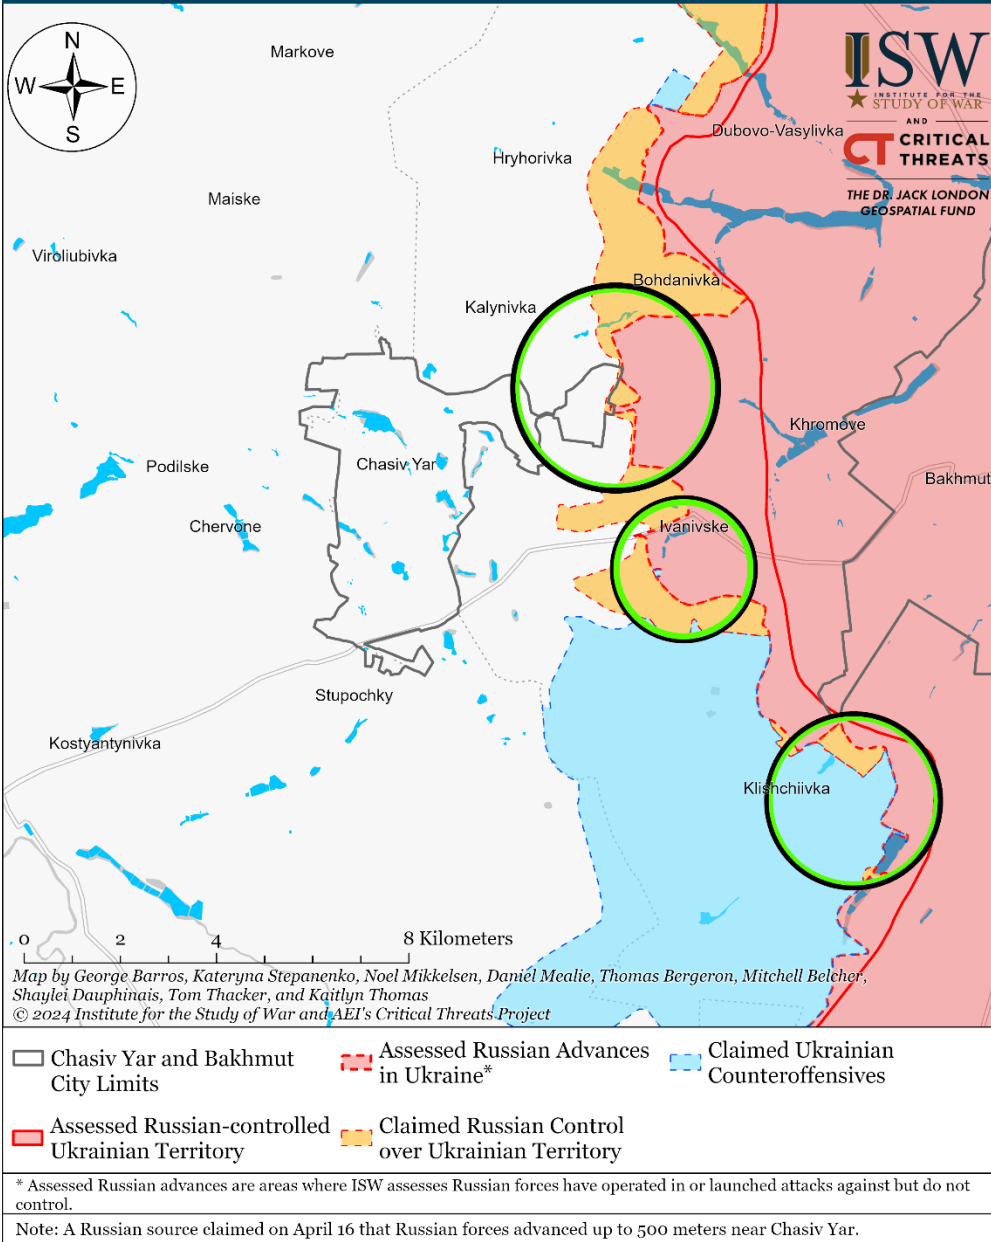 N
W E
S
Markove
ISW
INSTITUTE FOR THE
STUDY OF WAR
AND
CT CRITICAL
THREATS
THE DR. JACK LONDON
GEOSPATIAL FUND
Dubovo-Vasylivka
Hryhorivka
Maiske
Viroliubivka
Bohdanivka
Kalynivka
Khromove
Podilske
Chasiv Yar
Bakhmut
Chervone
Ivanivske
Stupochky
Kostyantynivka
Klishchiivka
0 2 4 8 Kilometers
Map by George Barros, Kateryna Stepanenko, Noel Mikkelsen, Daniel Mealie, Thomas Bergeron, Mitchell Belcher,
Shaylei Dauphinais, Tom Thacker, and Kaitlyn Thomas
© 2024 Institute for the Study of War and AEI's Critical Threats Project
Chasiv Yar and Bakhmut
City Limits
Assessed Russian Advances
in Ukraine*
Claimed Ukrainian
Counteroffensives
Assessed Russian-controlled
Ukrainian Territory
Claimed Russian Control
over Ukrainian Territory
* Assessed Russian advances are areas where ISW assesses Russian forces have operated in or launched attacks against but do not
control.
Note: A Russian source claimed on April 16 that Russian forces advanced up to 500 meters near Chasiv Yar.